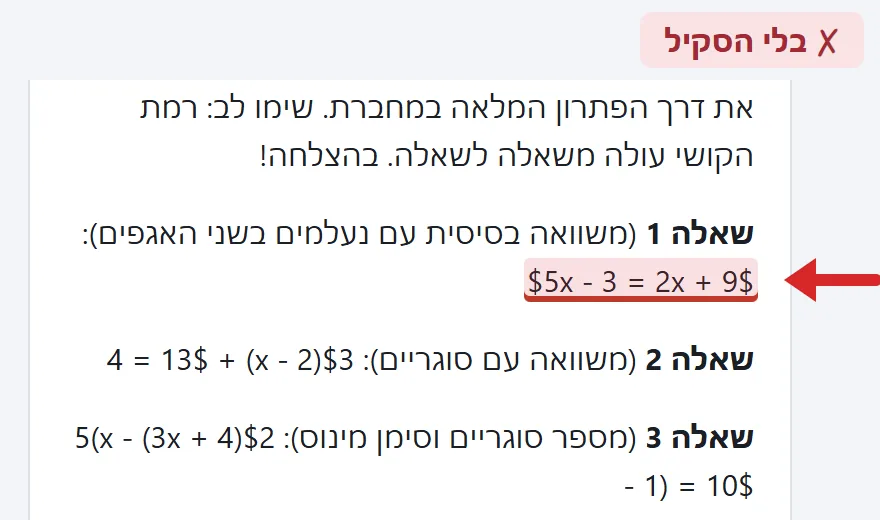 ✗ בלי הסקיל
את דרך הפתרון המלאה במחברת. שימו לב: רמת
הקושי עולה משאלה לשאלה. בהצלחה!
שאלה 1 (משוואה בסיסית עם נעלמים בשני האגפים):
$5x - 3 = 2x + 9$
שאלה 2 (משוואה עם סוגריים): $3(x - 2) + 4 = 13$
שאלה 3 (מספר סוגריים וסימן מינוס): $2(3x + 4) - 5(x
- 1) = 10$